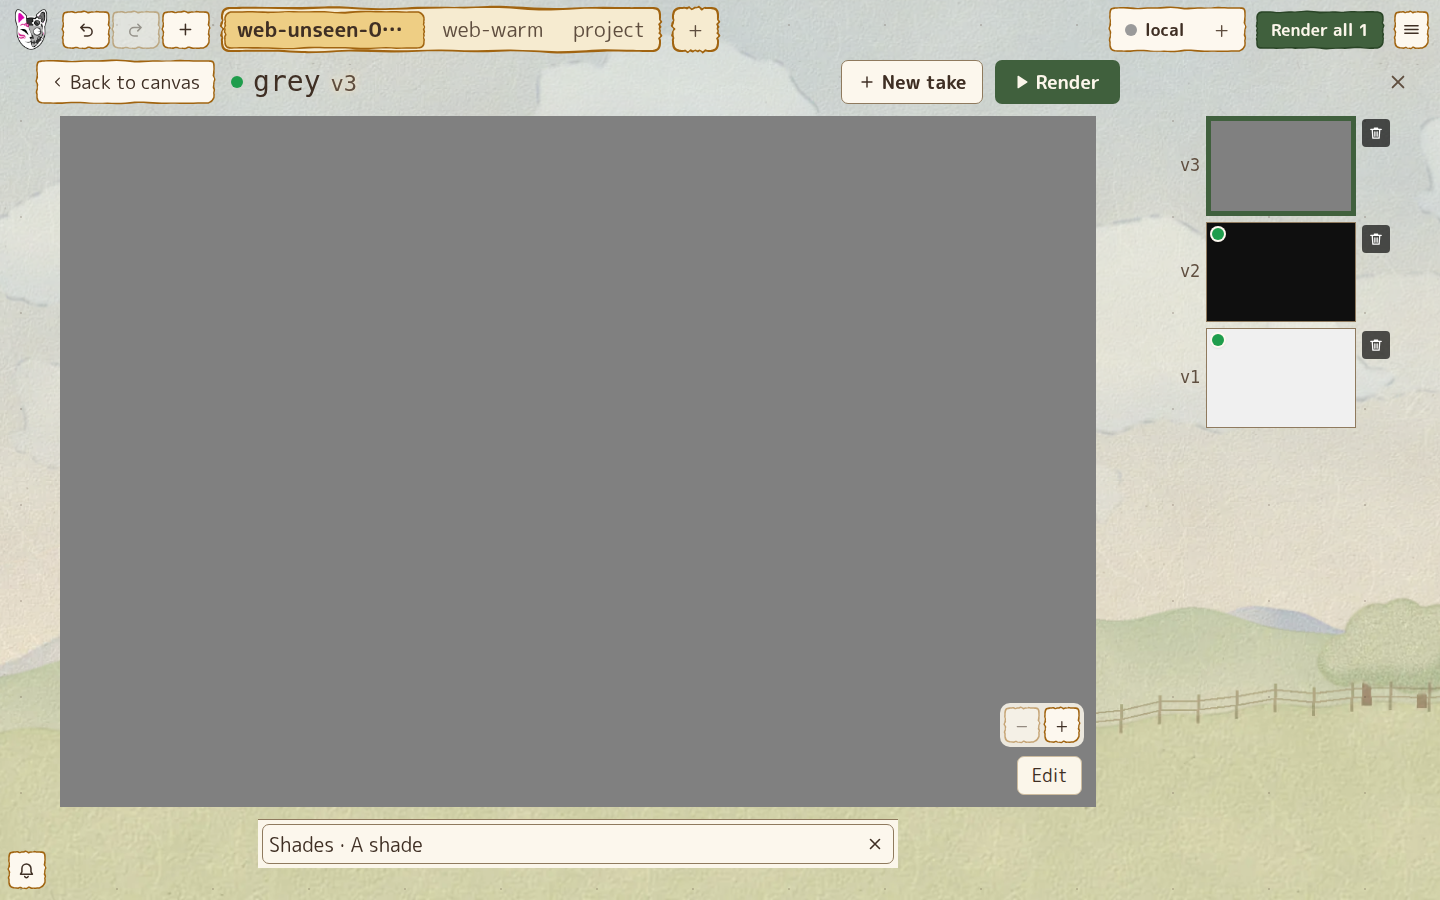 web-unseen-0···
web-warm
project
local
Render all 1
Back to canvas
grey v3
New take
Render
v3
v2
v1
Edit
Shades · A shade